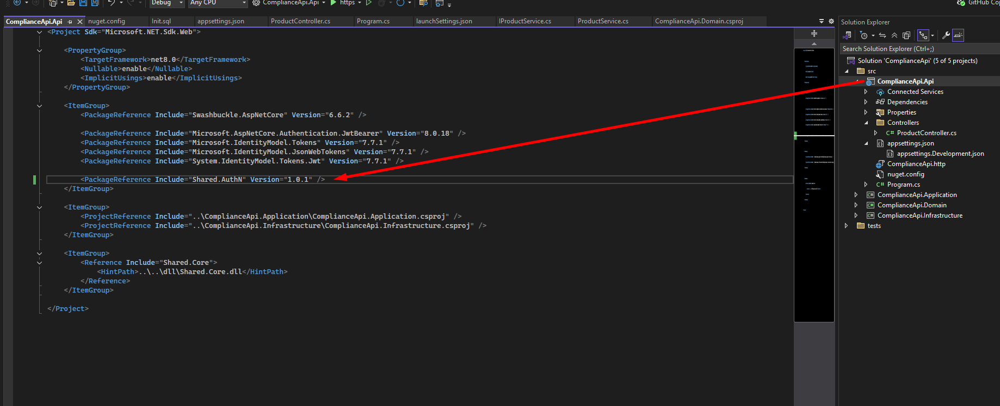 Debug Any CPU ComplianceApi.Api https GitHub Cop
ComplianceApi.Api nuget.config Init.sql appsettings.json ProductController.cs Program.cs launchSettings.json IProductService.cs ProductService.cs ComplianceApi.Domain.csproj
<Project Sdk="Microsoft.NET.Sdk.Web">
<PropertyGroup>
<TargetFramework>net8.0</TargetFramework>
<Nullable>enable</Nullable>
<ImplicitUsings>enable</ImplicitUsings>
</PropertyGroup>
<ItemGroup>
<PackageReference Include="Swashbuckle.AspNetCore" Version="6.6.2" />
<PackageReference Include="Microsoft.AspNetCore.Authentication.JwtBearer" Version="8.0.18" />
<PackageReference Include="Microsoft.IdentityModel.Tokens" Version="7.7.1" />
<PackageReference Include="Microsoft.IdentityModel.JsonWebTokens" Version="7.7.1" />
<PackageReference Include="System.IdentityModel.Tokens.Jwt" Version="7.7.1" />
<PackageReference Include="Shared.AuthN" Version="1.0.1" />
</ItemGroup>
<ItemGroup>
<ProjectReference Include="..\ComplianceApi.Application\ComplianceApi.Application.csproj" />
<ProjectReference Include="..\ComplianceApi.Infrastructure\ComplianceApi.Infrastructure.csproj" />
</ItemGroup>
<ItemGroup>
<Reference Include="Shared.Core">
<HintPath>..\..\dll\Shared.Core.dll</HintPath>
</Reference>
</ItemGroup>
</Project>
Solution Explorer
Search Solution Explorer (Ctrl+;)
Solution 'ComplianceApi' (5 of 5 projects)
src
ComplianceApi.Api
Connected Services
Dependencies
Properties
Controllers
C# ProductController.cs
appsettings.json
appsettings.Development.json
ComplianceApi.http
nuget.config
C# Program.cs
C# ComplianceApi.Application
C# ComplianceApi.Domain
C# ComplianceApi.Infrastructure
tests